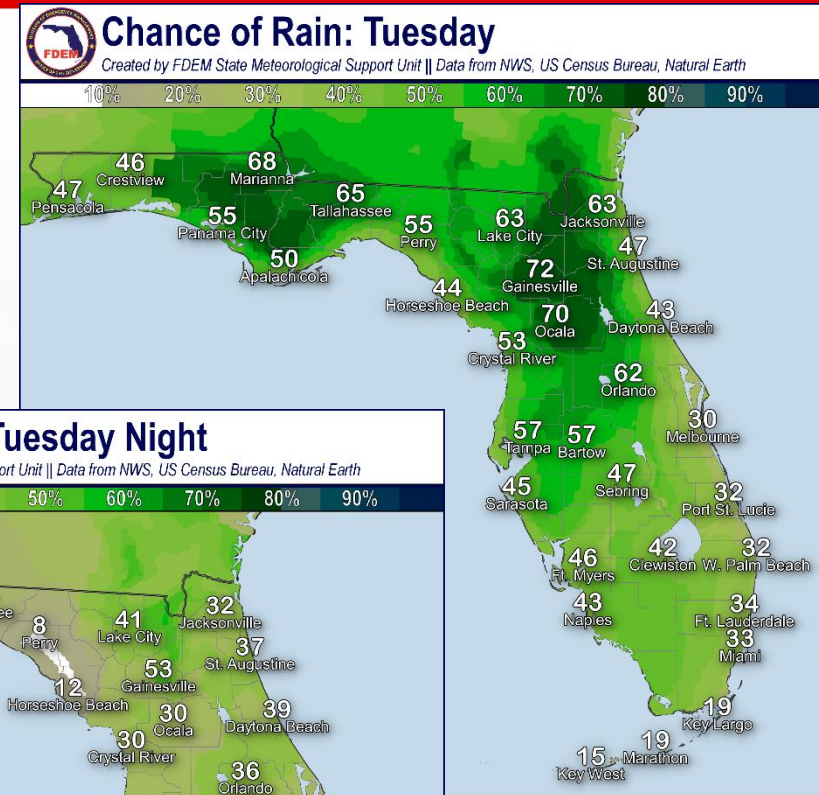 FDEM
Chance of Rain: Tuesday
Created by FDEM State Meteorological Support Unit || Data from NWS, US Census Bureau, Natural Earth
10% 20% 30% 40% 50% 60% 70% 80% 90%
46
Crestview
68
Marianna
47
Pensacola
65
Tallahassee
55
Panama City
55
Perry
63
Lake City
63
Jacksonville
47
St. Augustine
50
Apalachicola
72
Gainesville
44
Horseshoe Beach
70
Ocala
43
Daytona Beach
53
Crystal River
62
Orlando
30
Melbourne
57
Tampa
57
Bartow
45
Sarasota
47
Sebring
32
Port St. Lucie
46
Ft. Myers
42
Clewiston
32
W. Palm Beach
43
Naples
34
Ft. Lauderdale
33
Miami
19
Key Largo
19
Marathon
15
Key West
Tuesday Night
ort Unit || Data from NWS, US Census Bureau, Natural Earth
50% 60% 70% 80% 90%
ee
8
Perry
41
Lake City
32
Jacksonville
37
St. Augustine
53
Gainesville
12
Horseshoe Beach
30
Ocala
39
Daytona Beach
30
Crystal River
36
Orlando